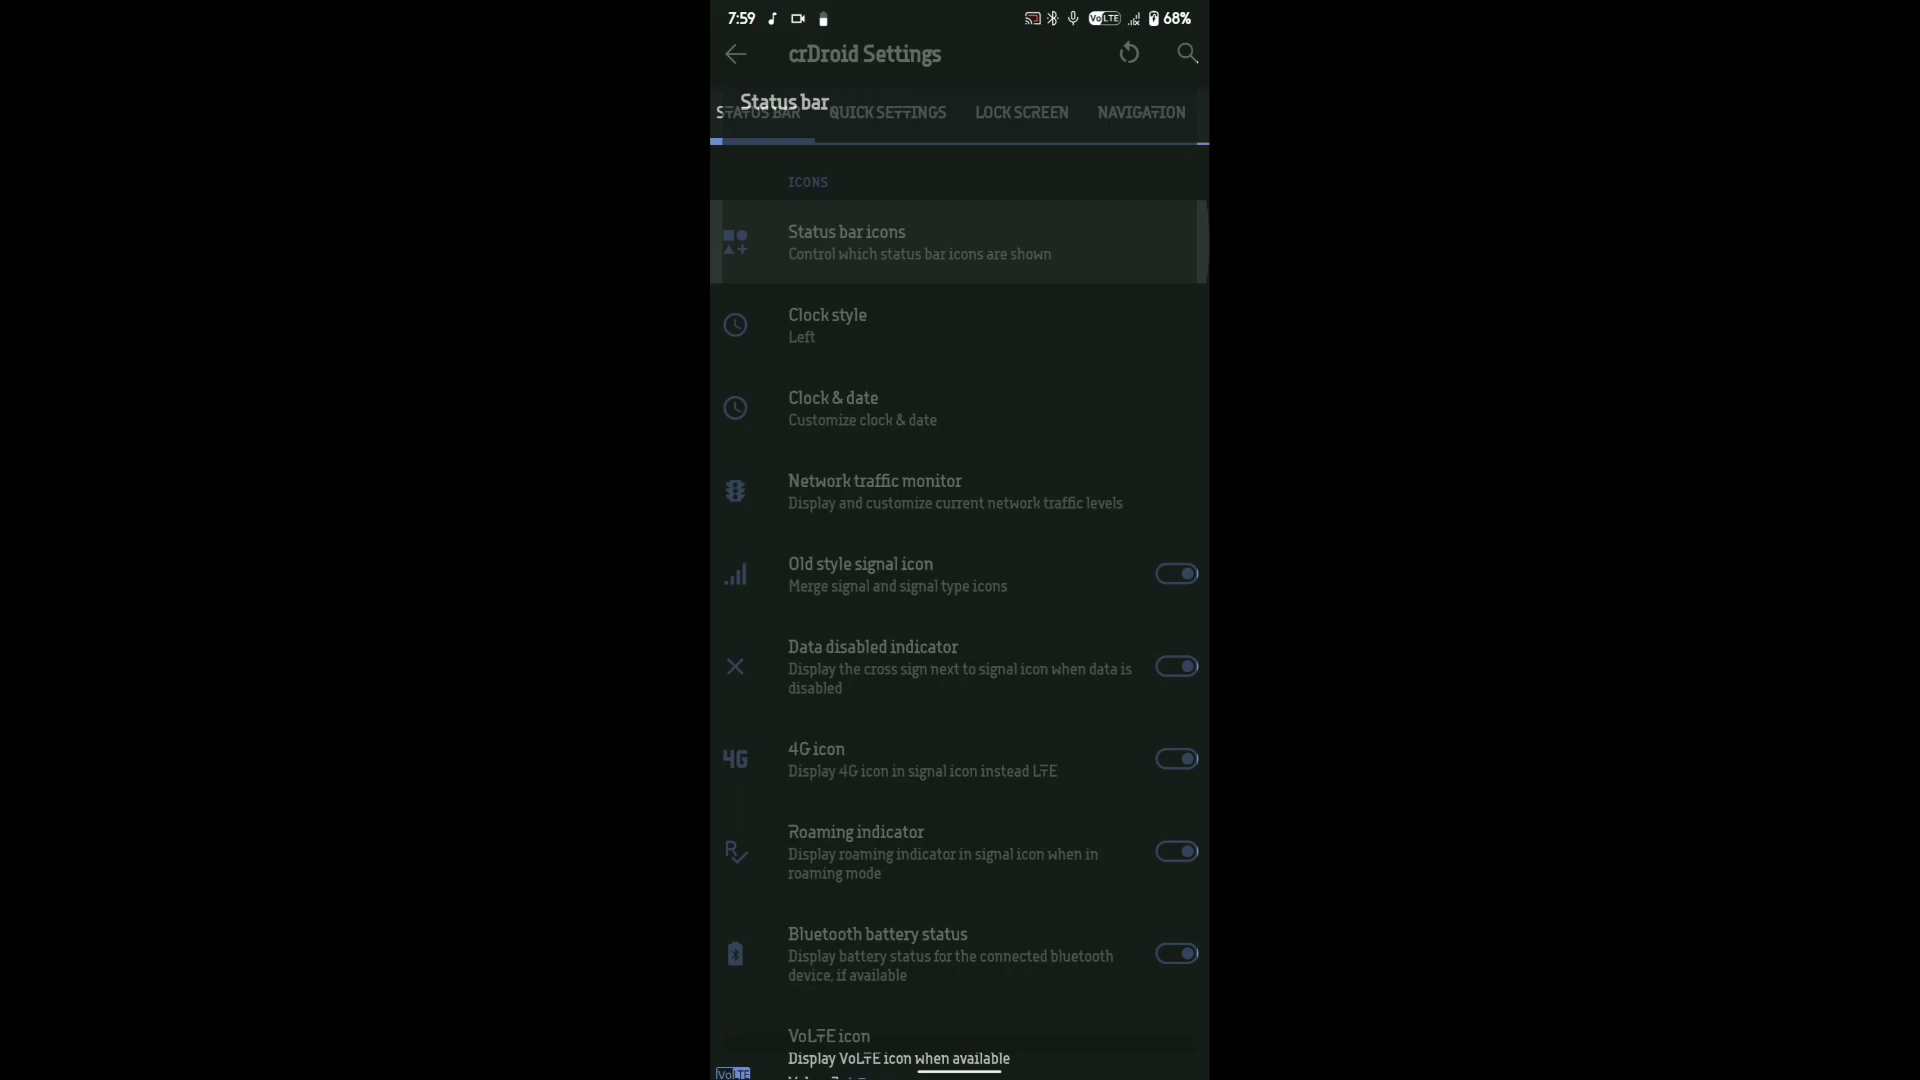 7:59 VoLTE 68%
crDroid Settings
Status bar
STATUS BAR QUICK SETTINGS LOCK SCREEN NAVIGATION
ICONS
Status bar icons
Control which status bar icons are shown
Clock style
Left
Clock & date
Customize clock & date
Network traffic monitor
Display and customize current network traffic levels
Old style signal icon
Merge signal and signal type icons
Data disabled indicator
Display the cross sign next to signal icon when data is
disabled
4G
4G icon
Display 4G icon in signal icon instead LTE
R
Roaming indicator
Display roaming indicator in signal icon when in
roaming mode
Bluetooth battery status
Display battery status for the connected bluetooth
device, if available
VoLTE icon
Display VoLTE icon when available
VoLTE